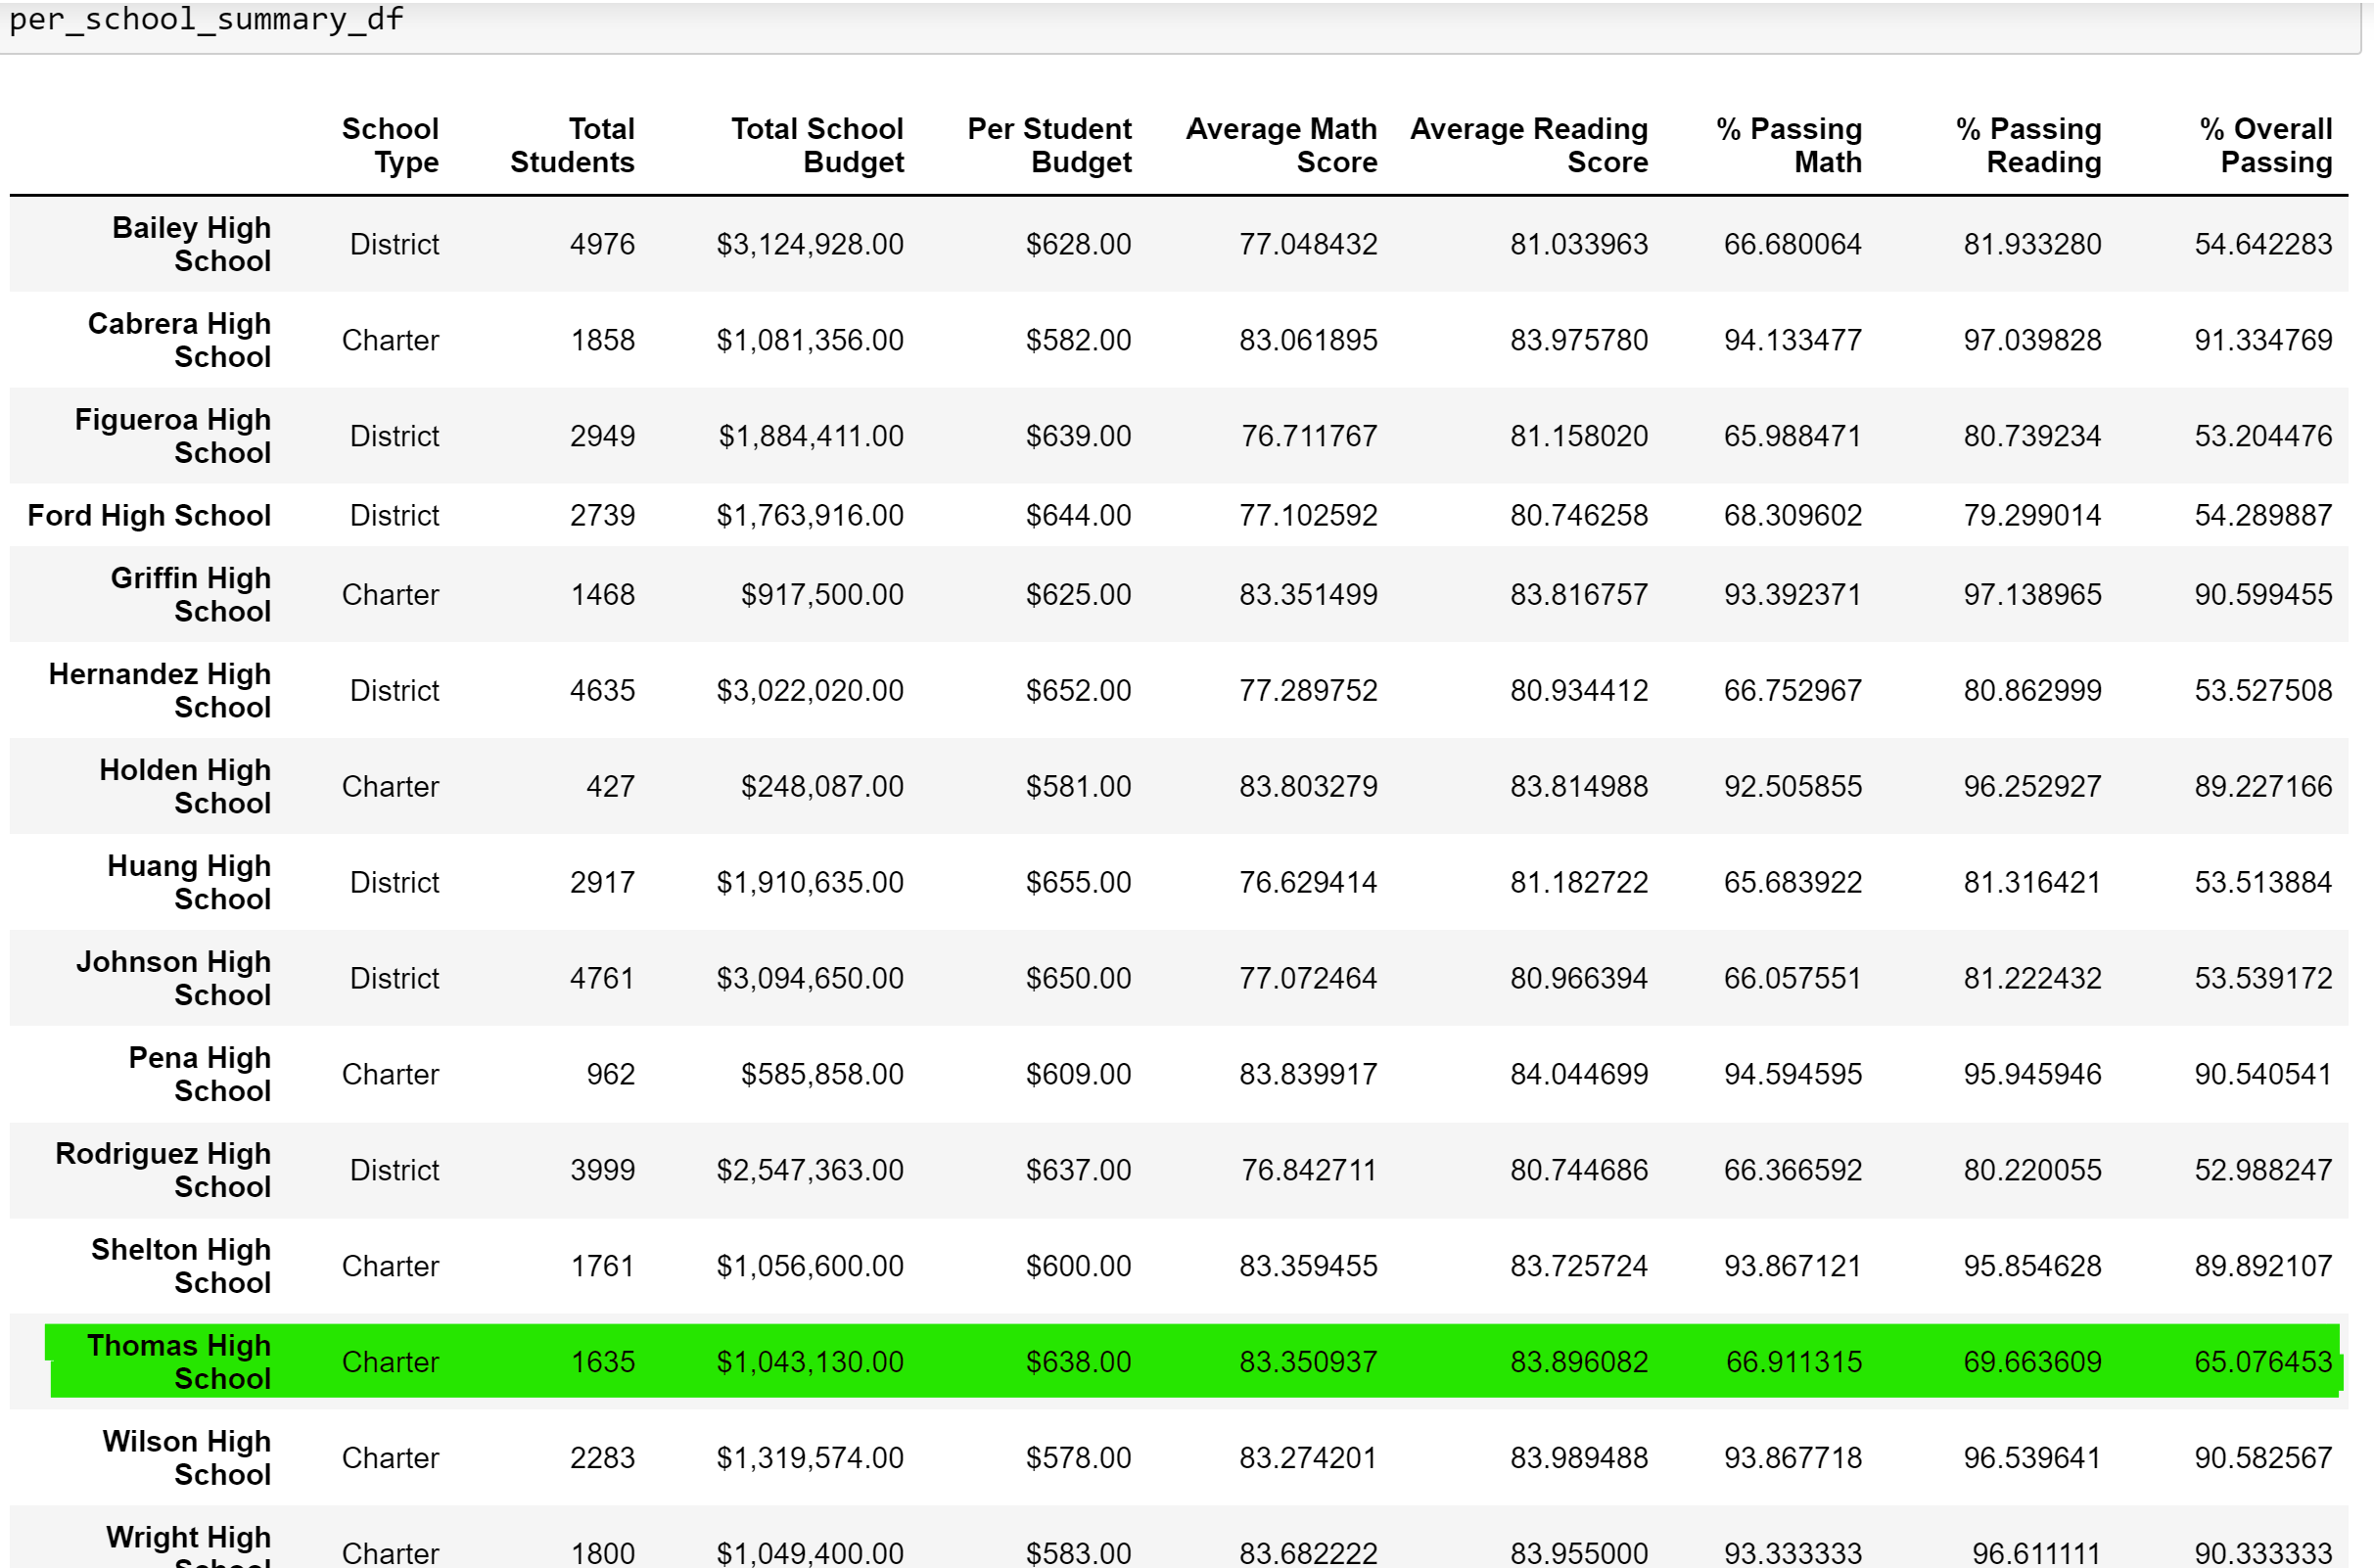 per_school_summary_df
School Type Total Students Total School Budget Per Student Budget Average Math Score Average Reading Score % Passing Math % Passing Reading % Overall Passing
Bailey High School District 4976 $3,124,928.00 $628.00 77.048432 81.033963 66.680064 81.933280 54.642283
Cabrera High School Charter 1858 $1,081,356.00 $582.00 83.061895 83.975780 94.133477 97.039828 91.334769
Figueroa High School District 2949 $1,884,411.00 $639.00 76.711767 81.158020 65.988471 80.739234 53.204476
Ford High School District 2739 $1,763,916.00 $644.00 77.102592 80.746258 68.309602 79.299014 54.289887
Griffin High School Charter 1468 $917,500.00 $625.00 83.351499 83.816757 93.392371 97.138965 90.599455
Hernandez High School District 4635 $3,022,020.00 $652.00 77.289752 80.934412 66.752967 80.862999 53.527508
Holden High School Charter 427 $248,087.00 $581.00 83.803279 83.814988 92.505855 96.252927 89.227166
Huang High School District 2917 $1,910,635.00 $655.00 76.629414 81.182722 65.683922 81.316421 53.513884
Johnson High School District 4761 $3,094,650.00 $650.00 77.072464 80.966394 66.057551 81.222432 53.539172
Pena High School Charter 962 $585,858.00 $609.00 83.839917 84.044699 94.594595 95.945946 90.540541
Rodriguez High School District 3999 $2,547,363.00 $637.00 76.842711 80.744686 66.366592 80.220055 52.988247
Shelton High School Charter 1761 $1,056,600.00 $600.00 83.359455 83.725724 93.867121 95.854628 89.892107
Thomas High School Charter 1635 $1,043,130.00 $638.00 83.350937 83.896082 66.911315 69.663609 65.076453
Wilson High School Charter 2283 $1,319,574.00 $578.00 83.274201 83.989488 93.867718 96.539641 90.582567
Wright High School Charter 1800 $1,049,400.00 $583.00 83.682222 83.955000 93.333333 96.611111 90.333333